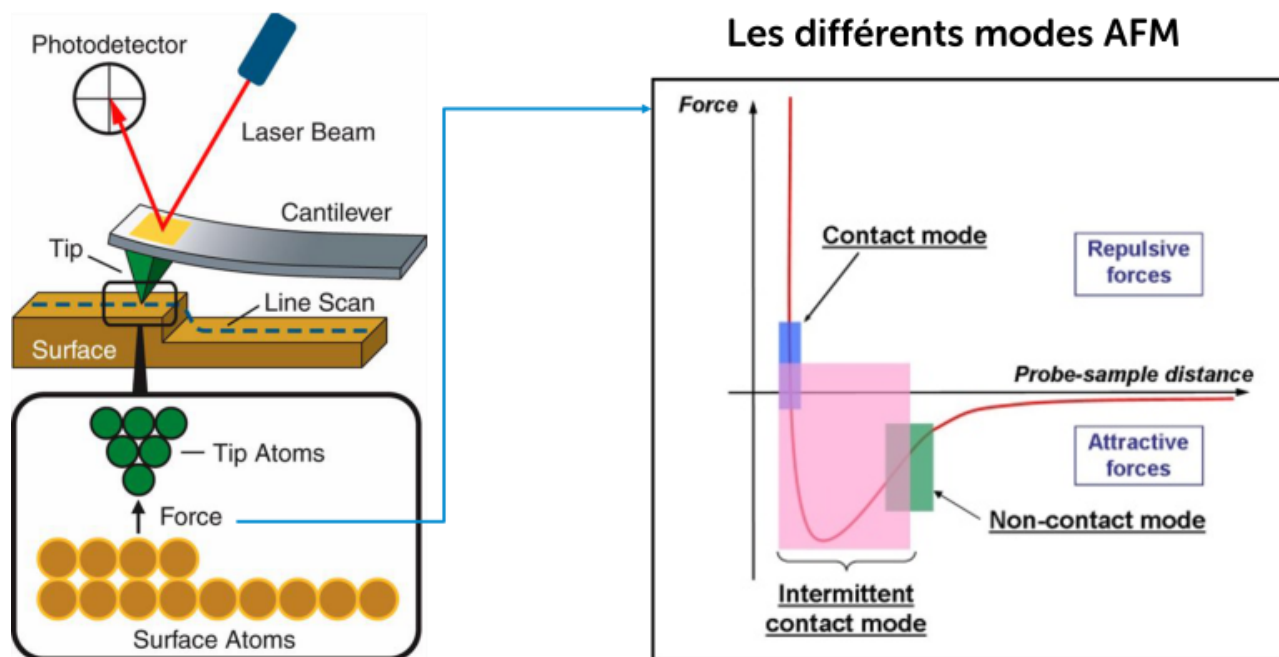 Les différents modes AFM
Photodetector
Laser Beam
Cantilever
Tip
Line Scan
Surface
Tip Atoms
Force
Surface Atoms
Force
Contact mode
Repulsive
forces
Probe-sample distance
Attractive
forces
Non-contact mode
Intermittent
contact mode